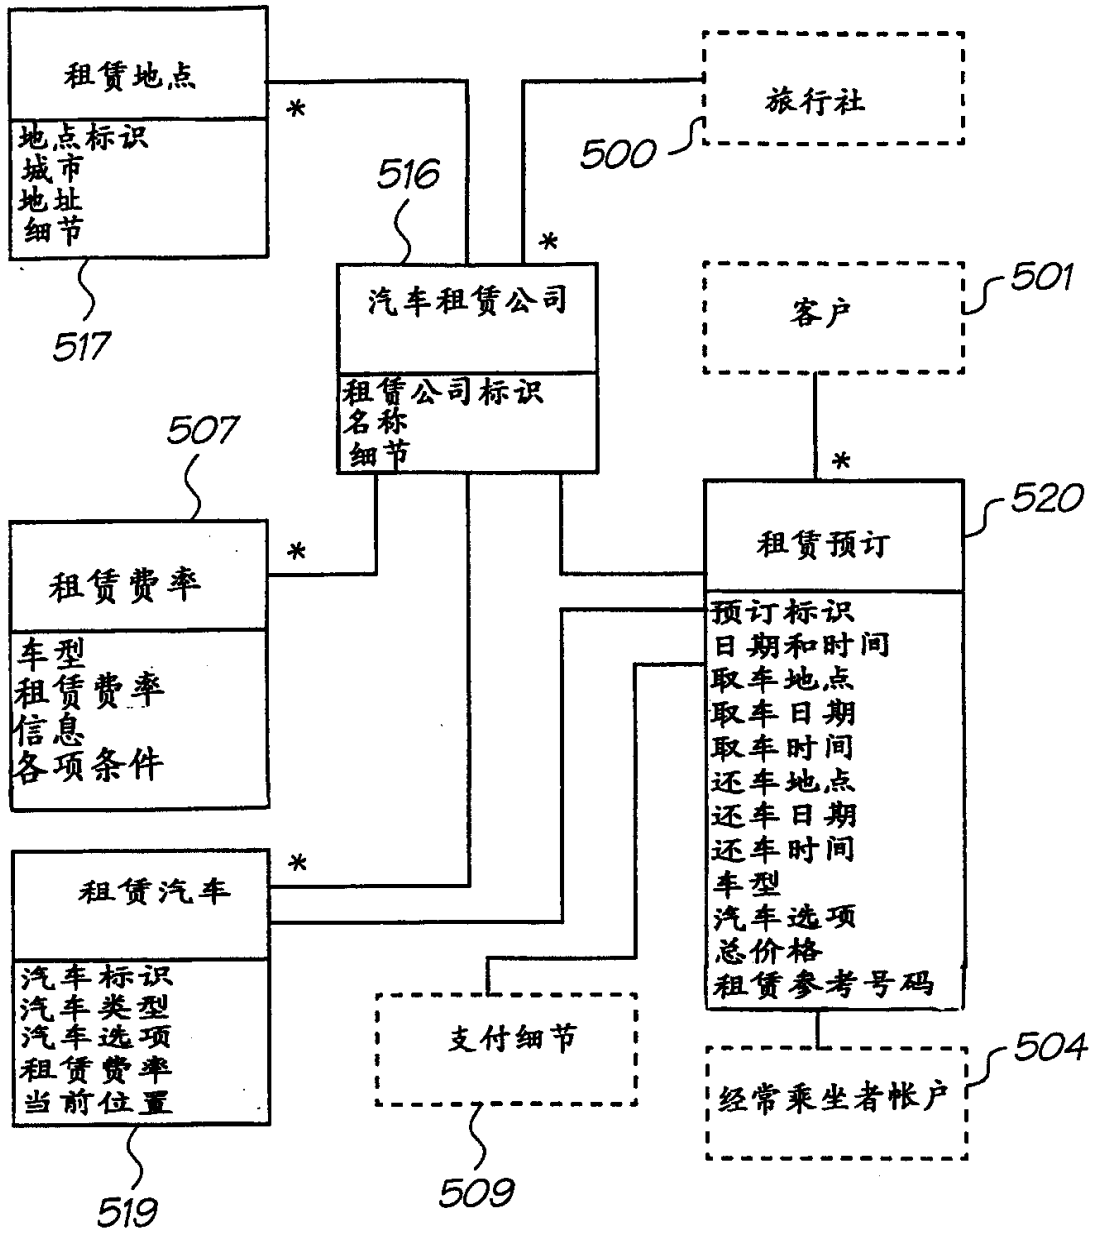 租赁地点
*
地点标识
城市
地址
细节
517
旅行社
500
*
516
汽车租赁公司
租赁公司标识
名称
细节
客户
501
*
507
租赁费率
*
车型
租赁费率
信息
各项条件
520
租赁预订
预订标识
日期和时间
取车地点
取车日期
取车时间
还车地点
还车日期
还车时间
车型
汽车选项
总价格
租赁参考号码
租赁汽车
*
汽车标识
汽车类型
汽车选项
租赁费率
当前位置
519
支付细节
509
经常乘坐者帐户
504